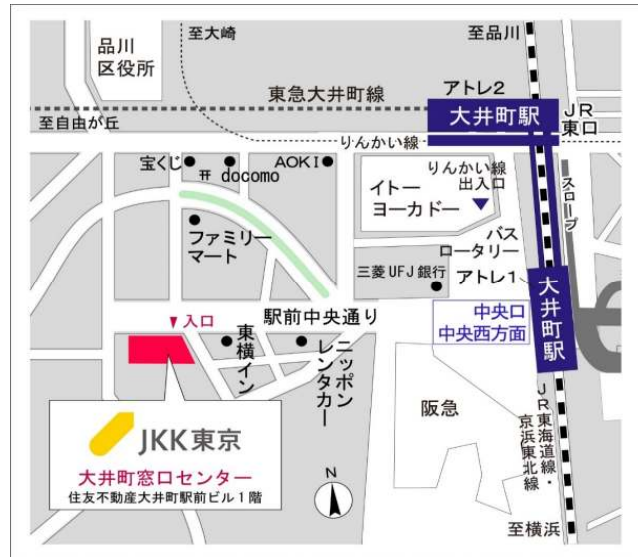 至大崎
至品川
品川
区役所
アトレ2
東急大井町線
大井町駅
JR
東口
至自由が丘
りんかい線
宝くじ
docomo
AOKI
りんかい線
出入口
イトー
ヨーカドー
スロープ
ファミリー
マート
バス
ロータリー
三菱UFJ銀行
アトレ1
大井町駅
入口
駅前中央通り
中央口
中央西方面
東横イン
ニッポン
レンタカー
阪急
JR東海道線・
京浜東北線
JKK東京
大井町窓口センター
住友不動産大井町駅前ビル1階
N
至横浜